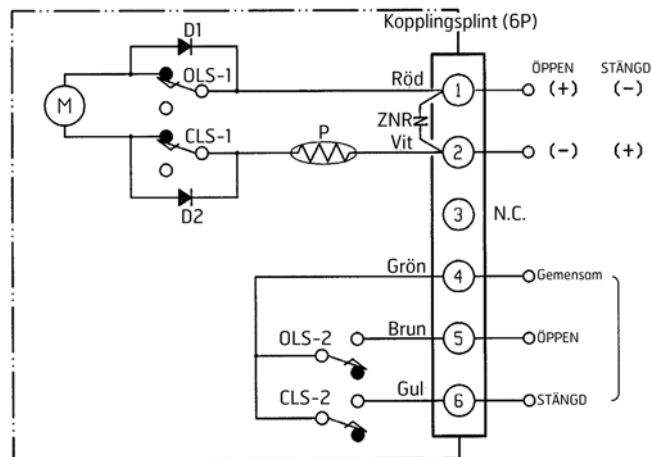 Kopplingsplint (6P)
D1
OLS-1
Röd
1
ÖPPEN
STÄNGD
(+)
(−)
M
ZNR
CLS-1
P
Vit
2
(−)
(+)
D2
3
N.C.
Grön
4
Gemensam
OLS-2
Brun
5
ÖPPEN
CLS-2
Gul
6
STÄNGD